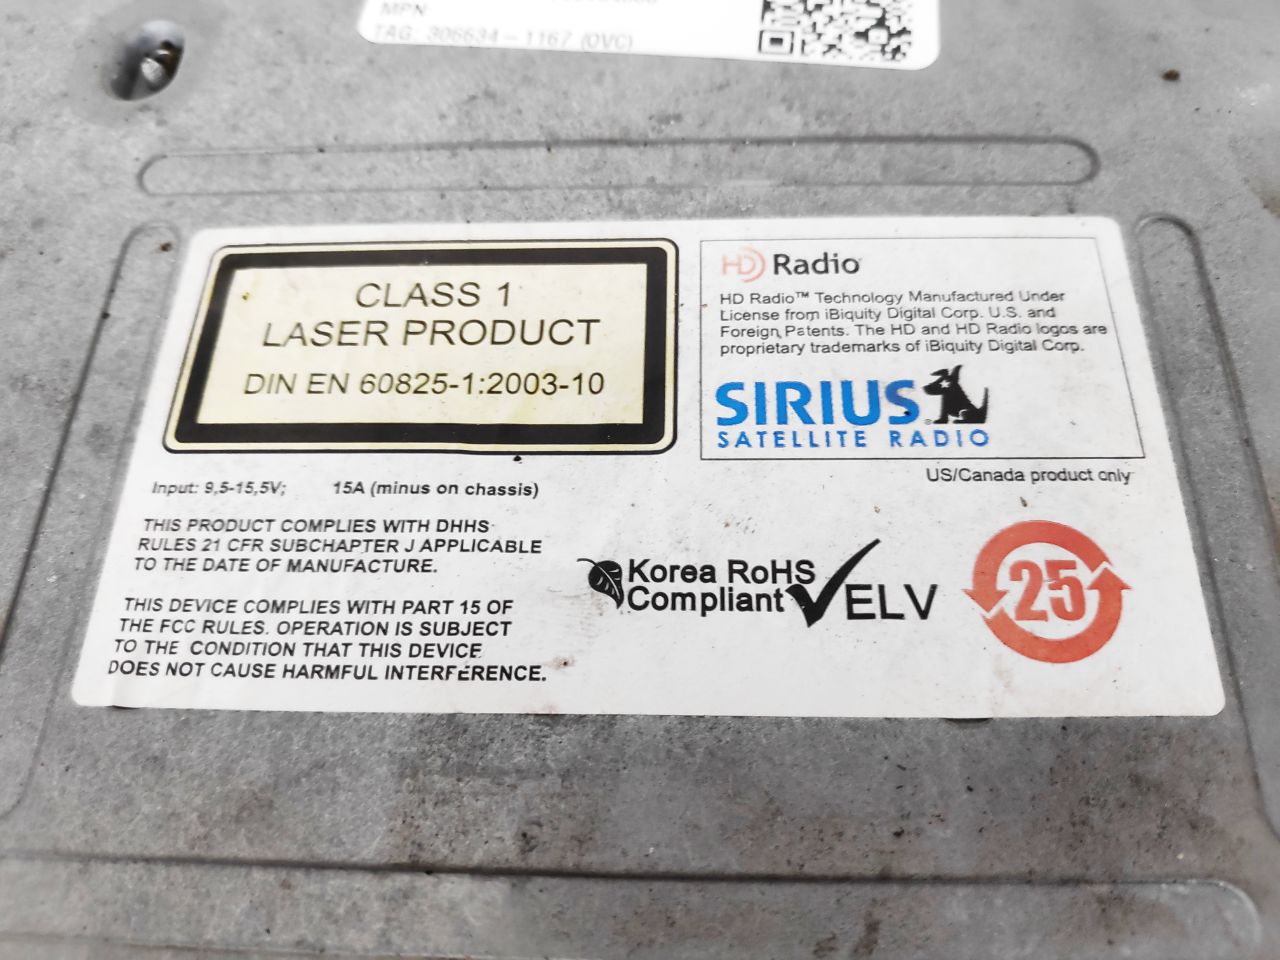 MPN
TAG 306634-1167 (OVC)
CLASS 1
LASER PRODUCT
DIN EN 60825-1:2003-10
HD Radio
HD Radio™ Technology Manufactured Under
License from iBiquity Digital Corp. U.S. and
Foreign Patents. The HD and HD Radio logos are
proprietary trademarks of iBiquity Digital Corp.
SIRIUS
SATELLITE RADIO
US/Canada product only
Input: 9,5-15,5V; 15A (minus on chassis)
THIS PRODUCT COMPLIES WITH DHHS
RULES 21 CFR SUBCHAPTER J APPLICABLE
TO THE DATE OF MANUFACTURE.
THIS DEVICE COMPLIES WITH PART 15 OF
THE FCC RULES. OPERATION IS SUBJECT
TO THE CONDITION THAT THIS DEVICE
DOES NOT CAUSE HARMFUL INTERFERENCE.
Korea RoHS
Compliant
ELV
25